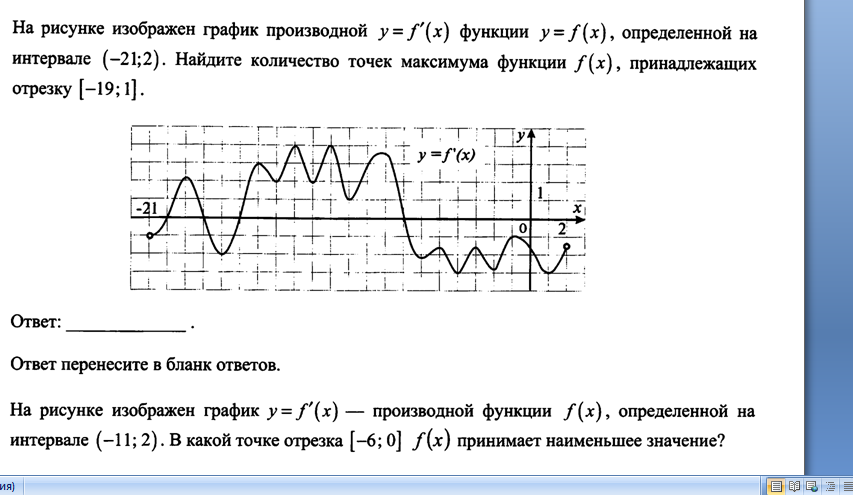 На рисунке изображен график производной y = f′(x) функции y = f(x), определенной на
интервале (−21;2). Найдите количество точек максимума функции f(x), принадлежащих
отрезку [−19;1].
y
y = f'(x)
1
-21
x
0
2
Ответ: ______________ .
Ответ перенесите в бланк ответов.
На рисунке изображен график y = f′(x) — производной функции f(x), определенной на
интервале (−11; 2). В какой точке отрезка [−6;0] f(x) принимает наименьшее значение?
ия)